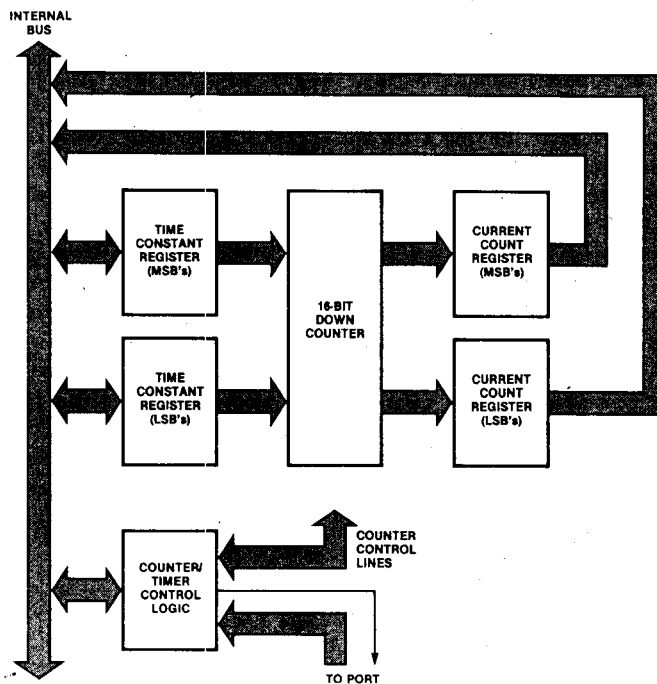 INTERNAL
BUS
TIME
CONSTANT
REGISTER
(MSB's)
16-BIT
DOWN
COUNTER
CURRENT
COUNT
REGISTER
(MSB's)
TIME
CONSTANT
REGISTER
(LSB's)
CURRENT
COUNT
REGISTER
(LSB's)
COUNTER/
TIMER
CONTROL
LOGIC
COUNTER
CONTROL
LINES
TO PORT